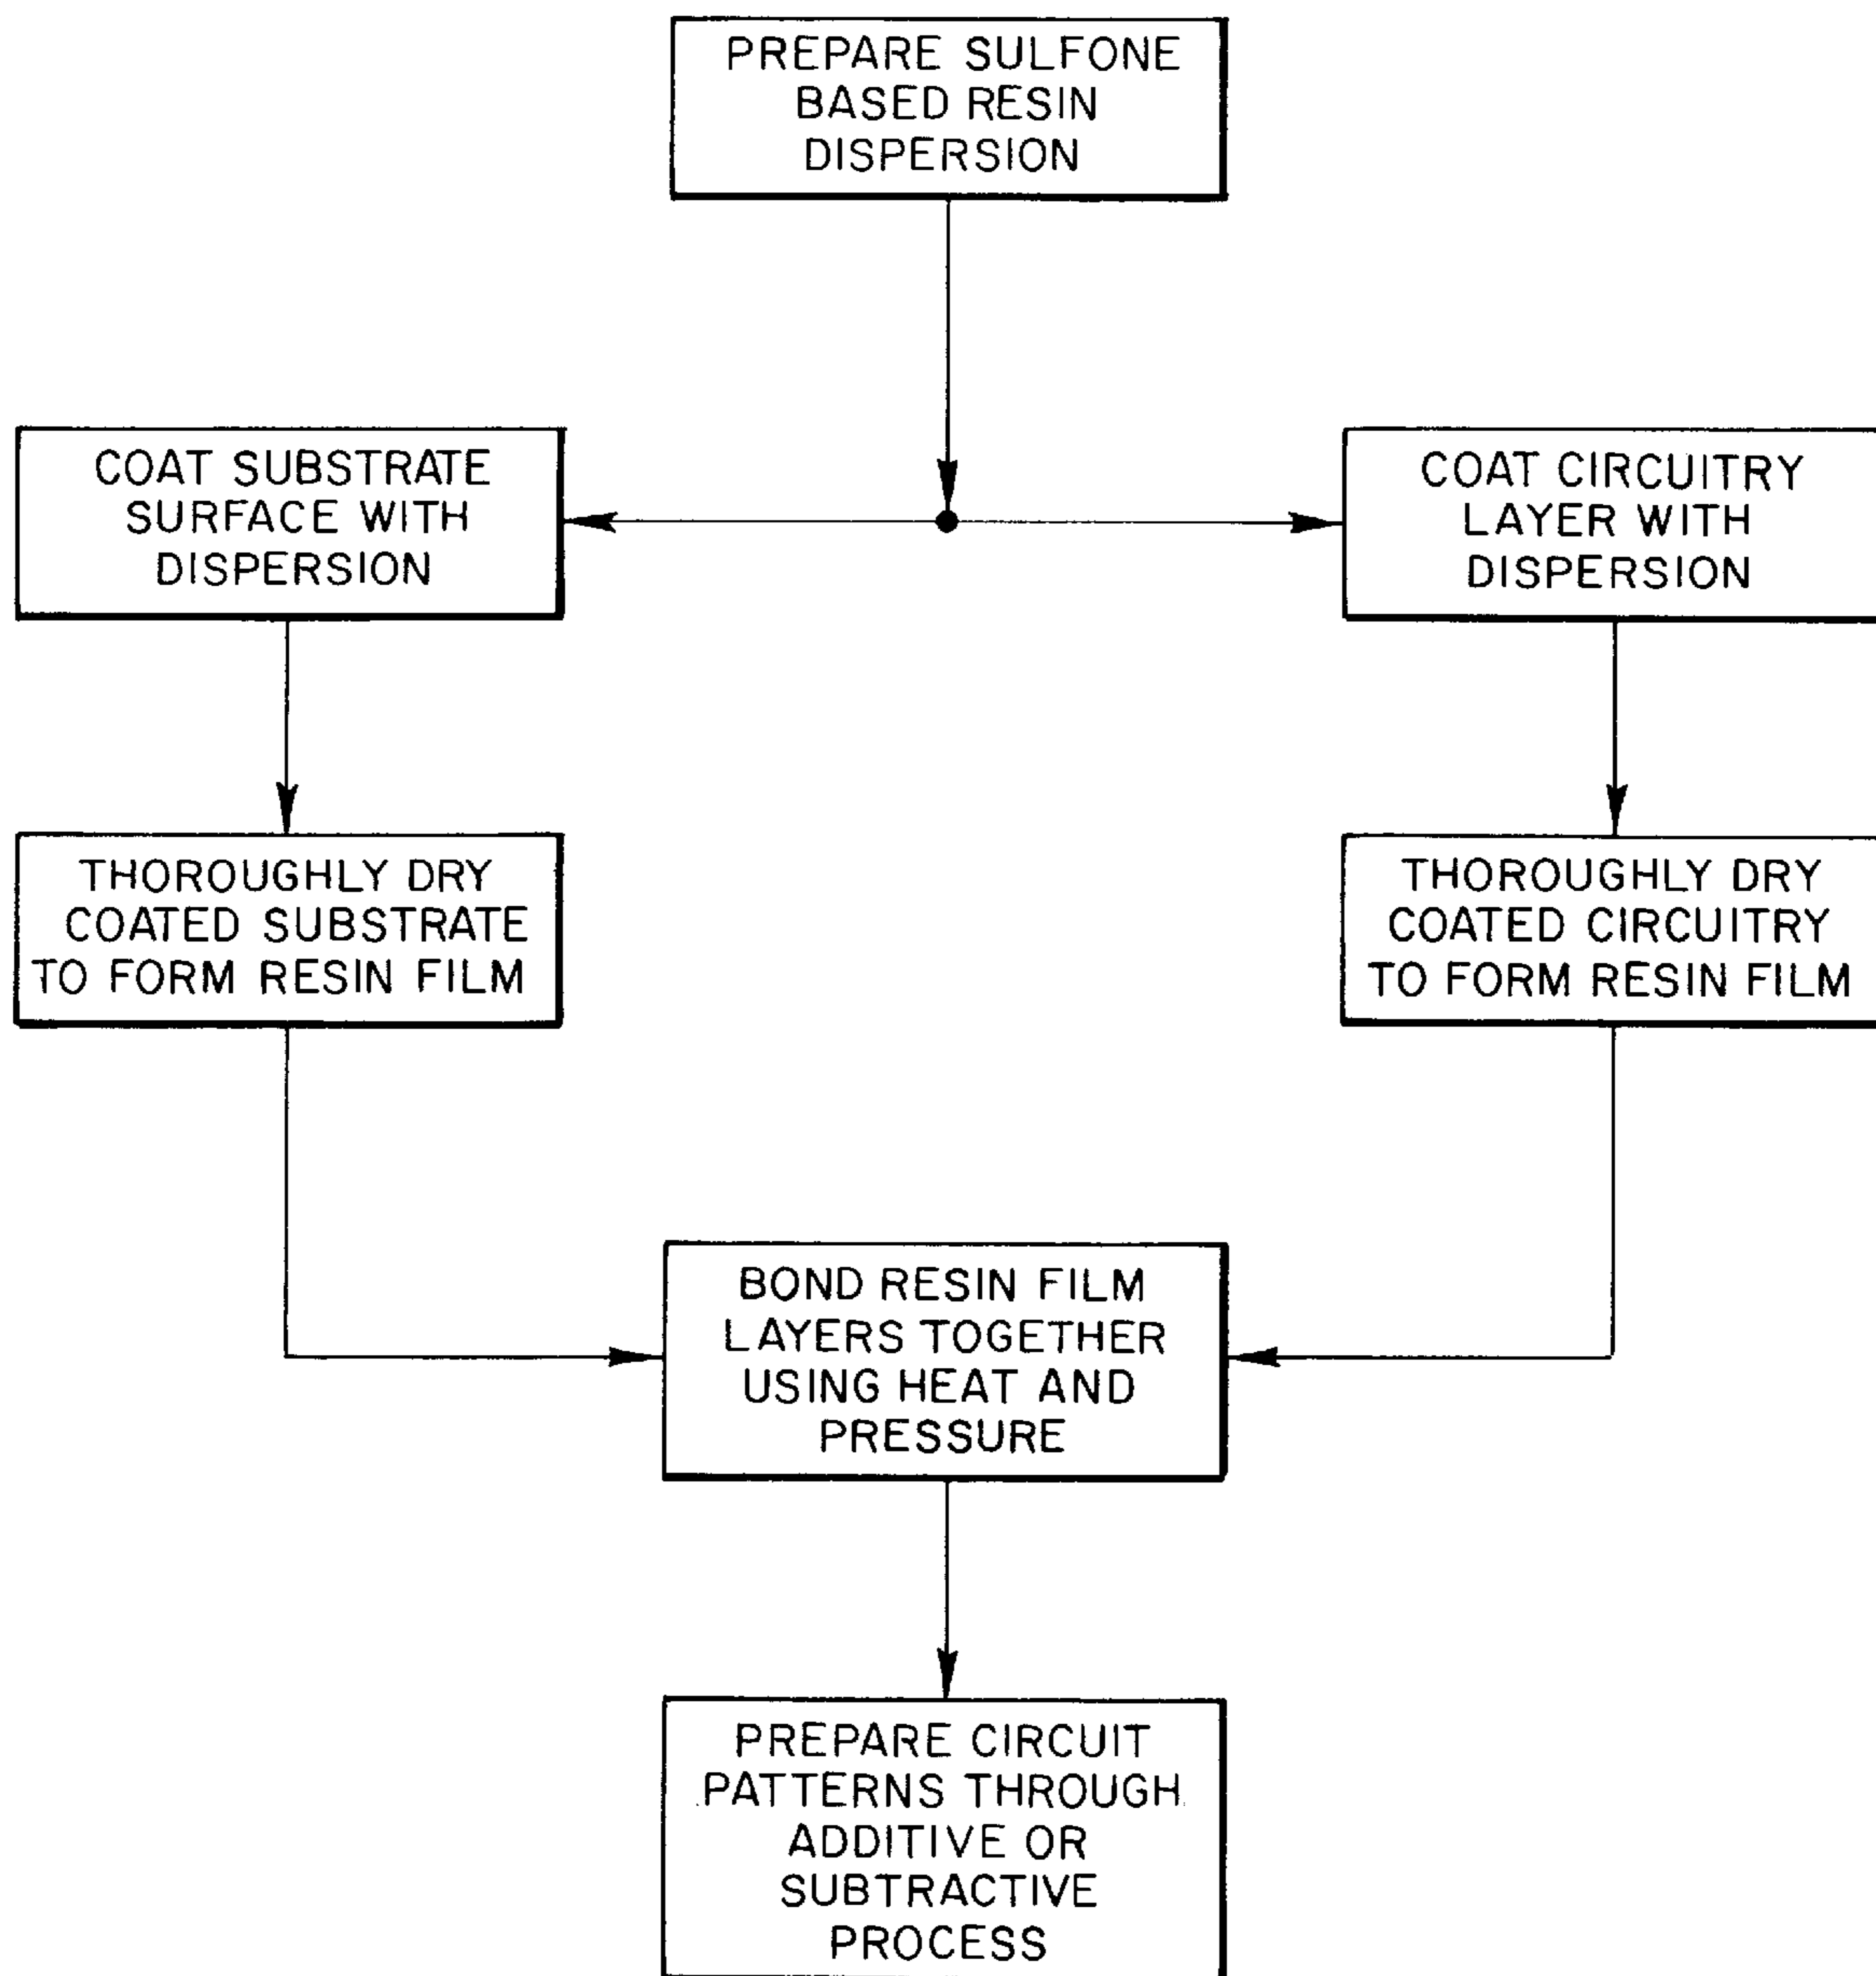 PREPARE SULFONE
BASED RESIN
DISPERSION
COAT SUBSTRATE
SURFACE WITH
DISPERSION
COAT CIRCUITRY
LAYER WITH
DISPERSION
THOROUGHLY DRY
COATED SUBSTRATE
TO FORM RESIN FILM
THOROUGHLY DRY
COATED CIRCUITRY
TO FORM RESIN FILM
BOND RESIN FILM
LAYERS TOGETHER
USING HEAT AND
PRESSURE
PREPARE CIRCUIT
PATTERNS THROUGH
ADDITIVE OR
SUBTRACTIVE
PROCESS